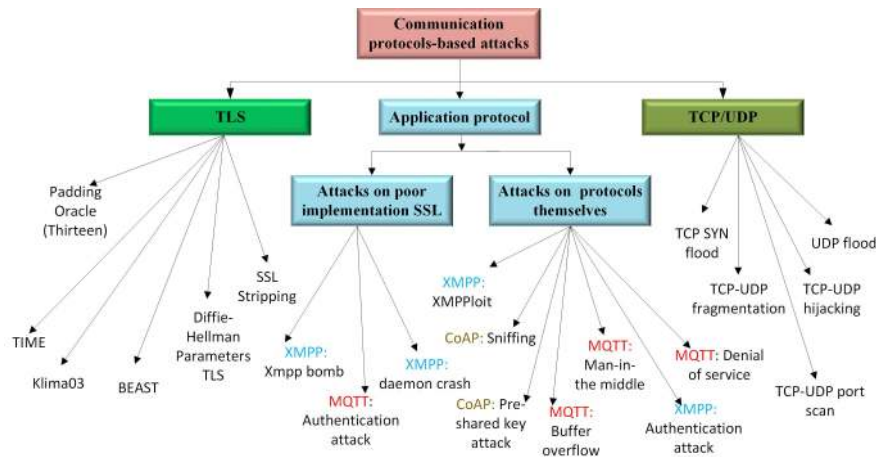 Communication
protocols-based attacks
TLS
Application protocol
TCP/UDP
Attacks on poor
implementation SSL
Attacks on protocols
themselves
Padding
Oracle
(Thirteen)
TIME
Klima03
BEAST
Diffie-
Hellman
Parameters
TLS
SSL
Stripping
XMPP:
Xmpp bomb
MQTT:
Authentication
attack
XMPP:
daemon crash
XMPP:
XMPPloit
CoAP: Sniffing
CoAP: Pre-
shared key
attack
MQTT:
Buffer
overflow
MQTT:
Man-in-
the middle
XMPP:
Authentication
attack
MQTT: Denial
of service
TCP SYN
flood
TCP-UDP
fragmentation
TCP-UDP port
scan
TCP-UDP
hijacking
UDP flood